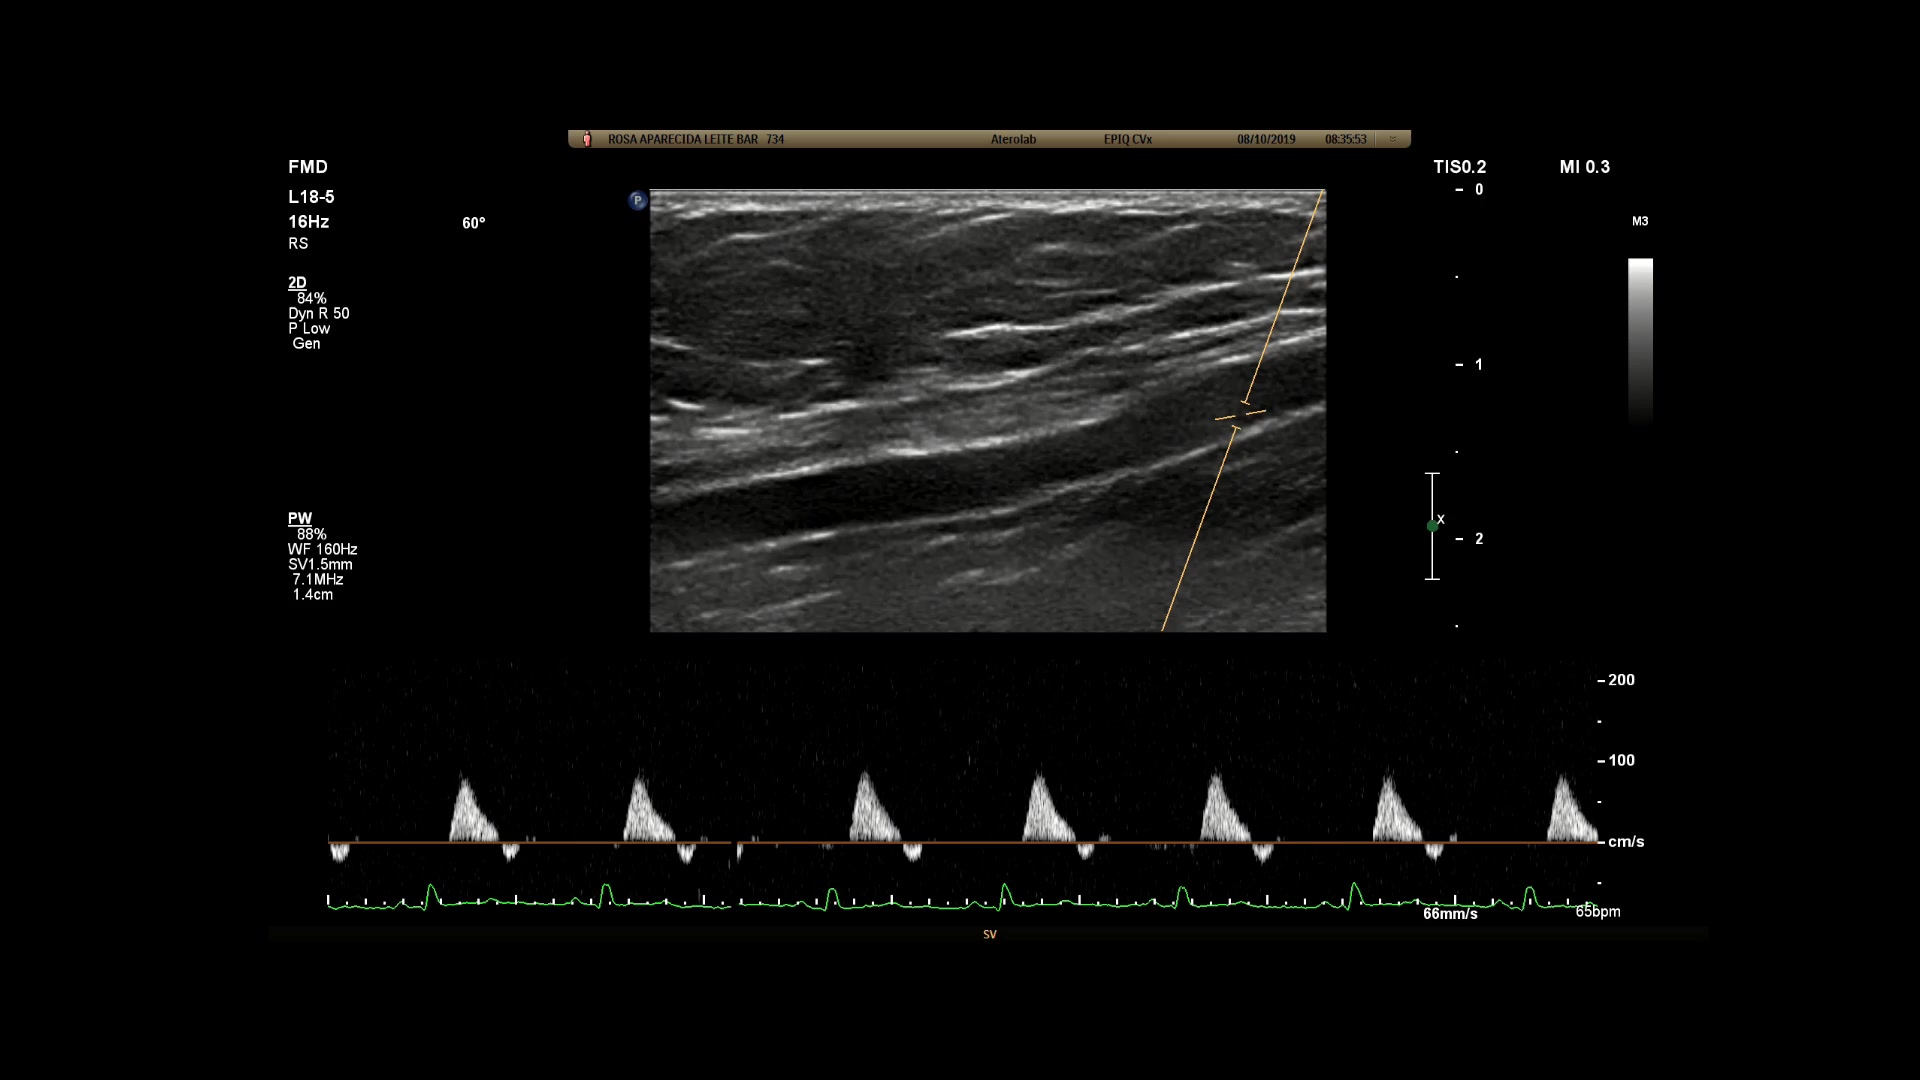 ROSA APARECIDA LEITE BAR 734 Aterolab EPIQ CVx 08/10/2019 08:35:53
FMD
TIS0.2 MI 0.3
L18-5
16Hz 60°
RS
2D
84%
Dyn R 50
P Low
Gen
P
0
M3
1
X
2
PW
88%
WF 160Hz
SV1.5mm
7.1MHz
1.4cm
200
100
cm/s
66mm/s 65bpm
SV